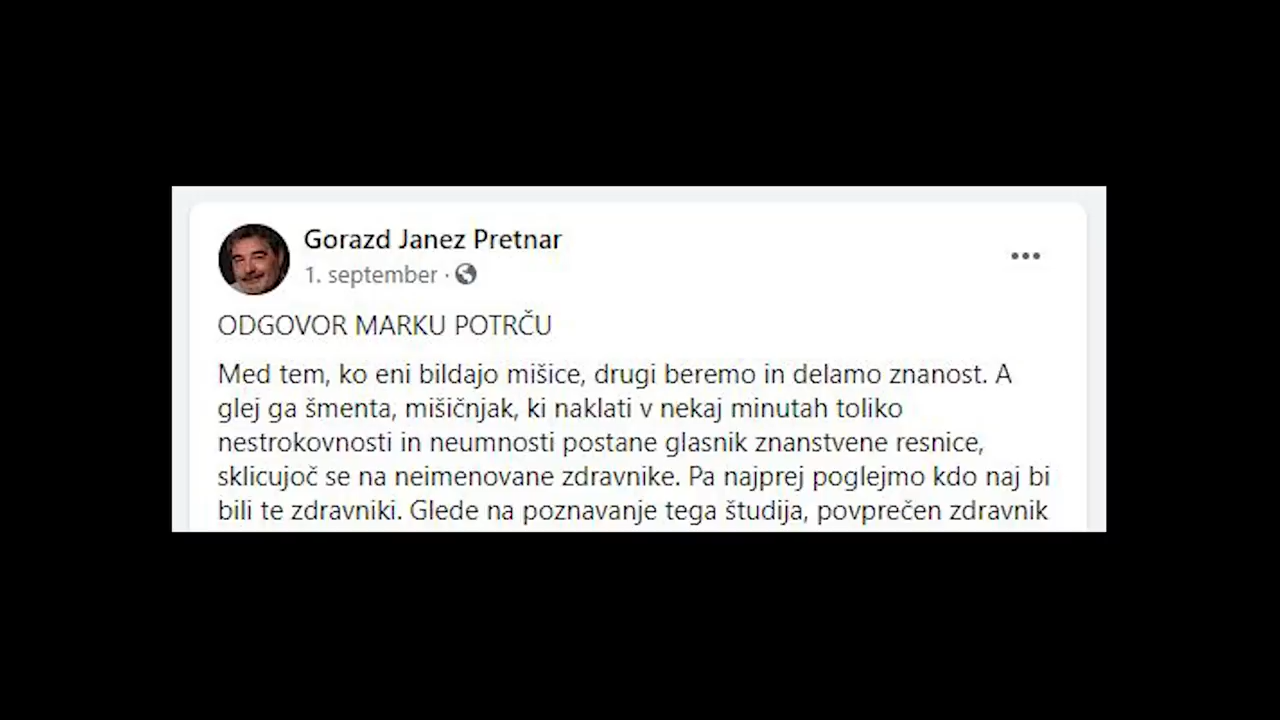 Gorazd Janez Pretnar
1. september ·
ODGOVOR MARKU POTRČU
Med tem, ko eni bildajo mišice, drugi beremo in delamo znanost. A
glej ga šmenta, mišičnjak, ki naklati v nekaj minutah toliko
nestrokovnosti in neumnosti postane glasnik znanstvene resnice,
sklicujoč se na neimenovane zdravnike. Pa najprej poglejmo kdo naj bi
bili te zdravniki. Glede na poznavanje tega študija, povprečen zdravnik